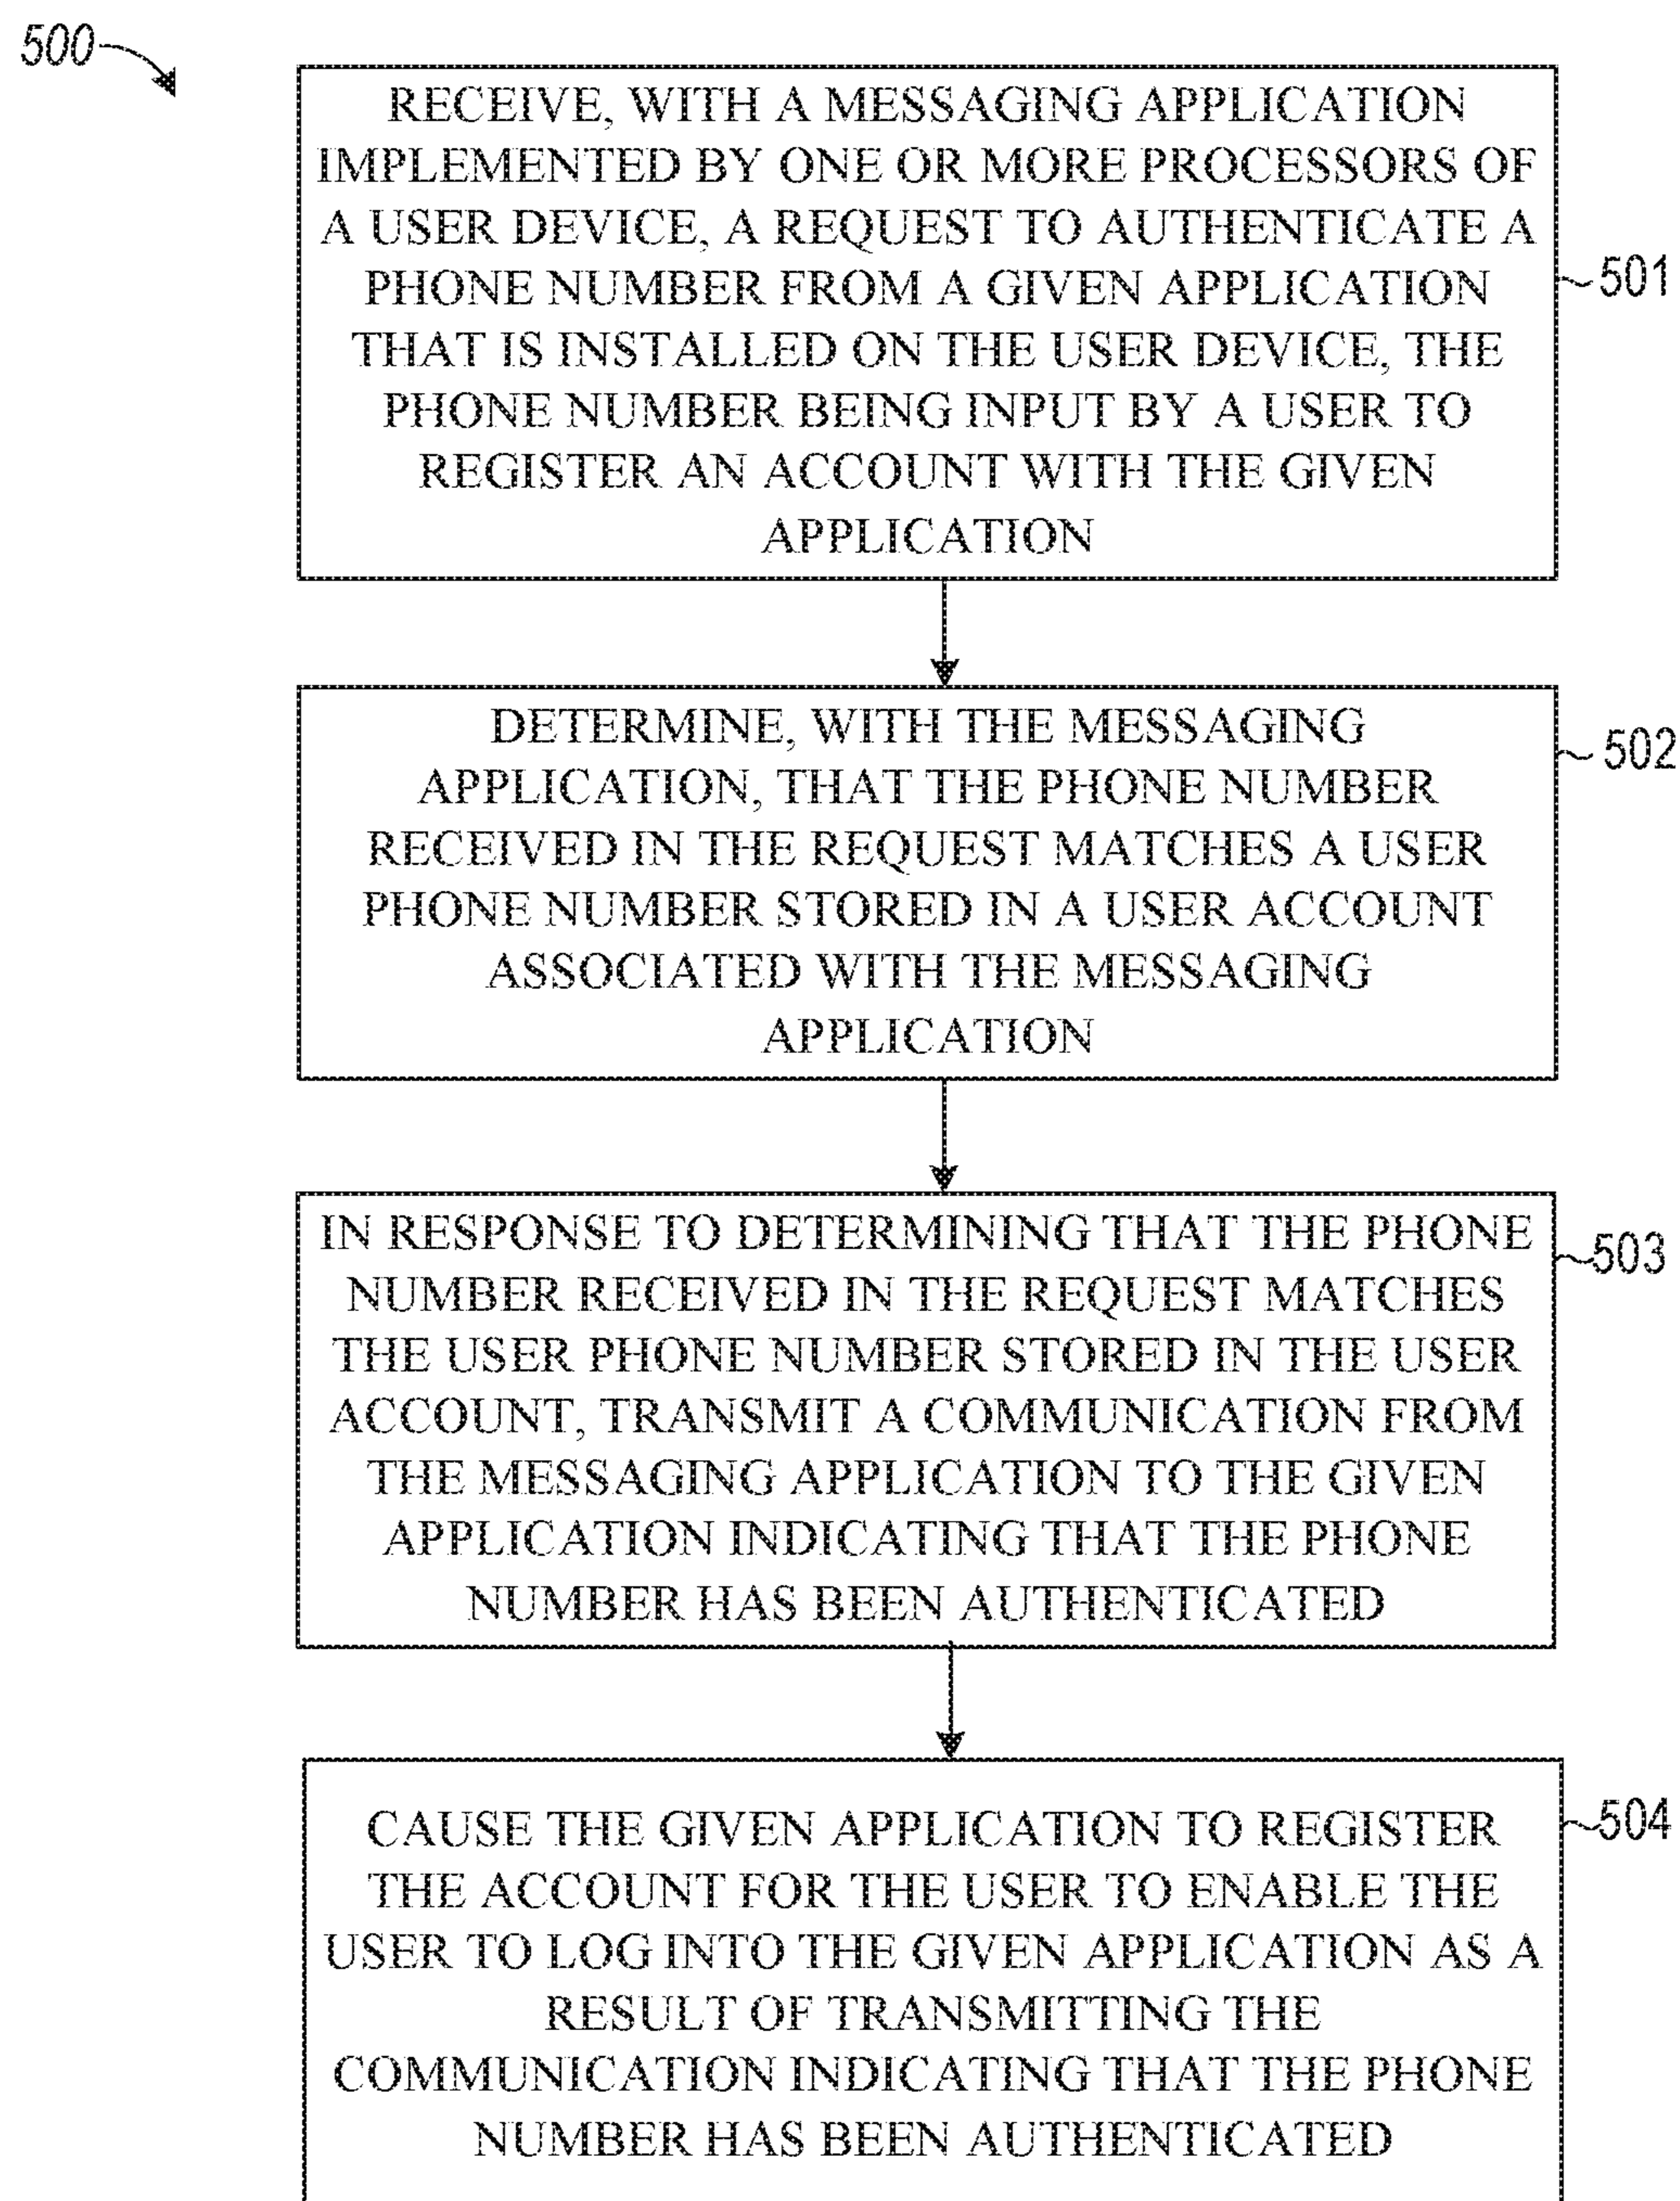 500
RECEIVE, WITH A MESSAGING APPLICATION
IMPLEMENTED BY ONE OR MORE PROCESSORS OF
A USER DEVICE, A REQUEST TO AUTHENTICATE A
PHONE NUMBER FROM A GIVEN APPLICATION
THAT IS INSTALLED ON THE USER DEVICE, THE
PHONE NUMBER BEING INPUT BY A USER TO
REGISTER AN ACCOUNT WITH THE GIVEN
APPLICATION
501
DETERMINE, WITH THE MESSAGING
APPLICATION, THAT THE PHONE NUMBER
RECEIVED IN THE REQUEST MATCHES A USER
PHONE NUMBER STORED IN A USER ACCOUNT
ASSOCIATED WITH THE MESSAGING
APPLICATION
502
IN RESPONSE TO DETERMINING THAT THE PHONE
NUMBER RECEIVED IN THE REQUEST MATCHES
THE USER PHONE NUMBER STORED IN THE USER
ACCOUNT, TRANSMIT A COMMUNICATION FROM
THE MESSAGING APPLICATION TO THE GIVEN
APPLICATION INDICATING THAT THE PHONE
NUMBER HAS BEEN AUTHENTICATED
503
CAUSE THE GIVEN APPLICATION TO REGISTER
THE ACCOUNT FOR THE USER TO ENABLE THE
USER TO LOG INTO THE GIVEN APPLICATION AS A
RESULT OF TRANSMITTING THE
COMMUNICATION INDICATING THAT THE PHONE
NUMBER HAS BEEN AUTHENTICATED
504